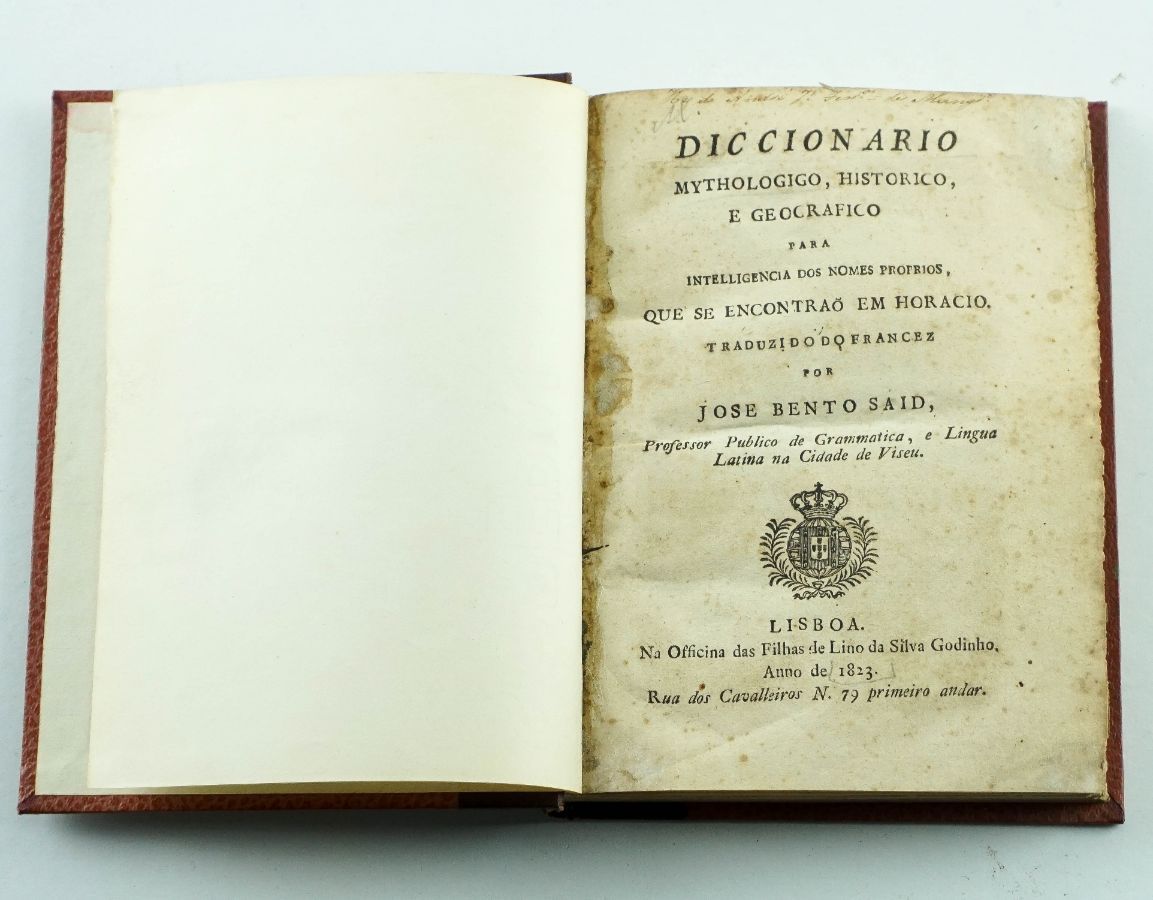 DICCIONARIO
MYTHOLOGIGO, HISTORICO,
E GEOGRAFICO
PARA
INTELLIGENCIA DOS NOMES PROPRIOS,
QUE SE ENCONTRAÕ EM HORACIO.
TRADUZIDO DO FRANCEZ
POR
JOSE BENTO SAID,
Professor Publico de Grammatica, e Lingua
Latina na Cidade de Viseu.
LISBOA.
Na Officina das Filhas de Lino da Silva Godinho.
Anno de 1823.
Rua dos Cavalleiros N. 79 primeiro andar.